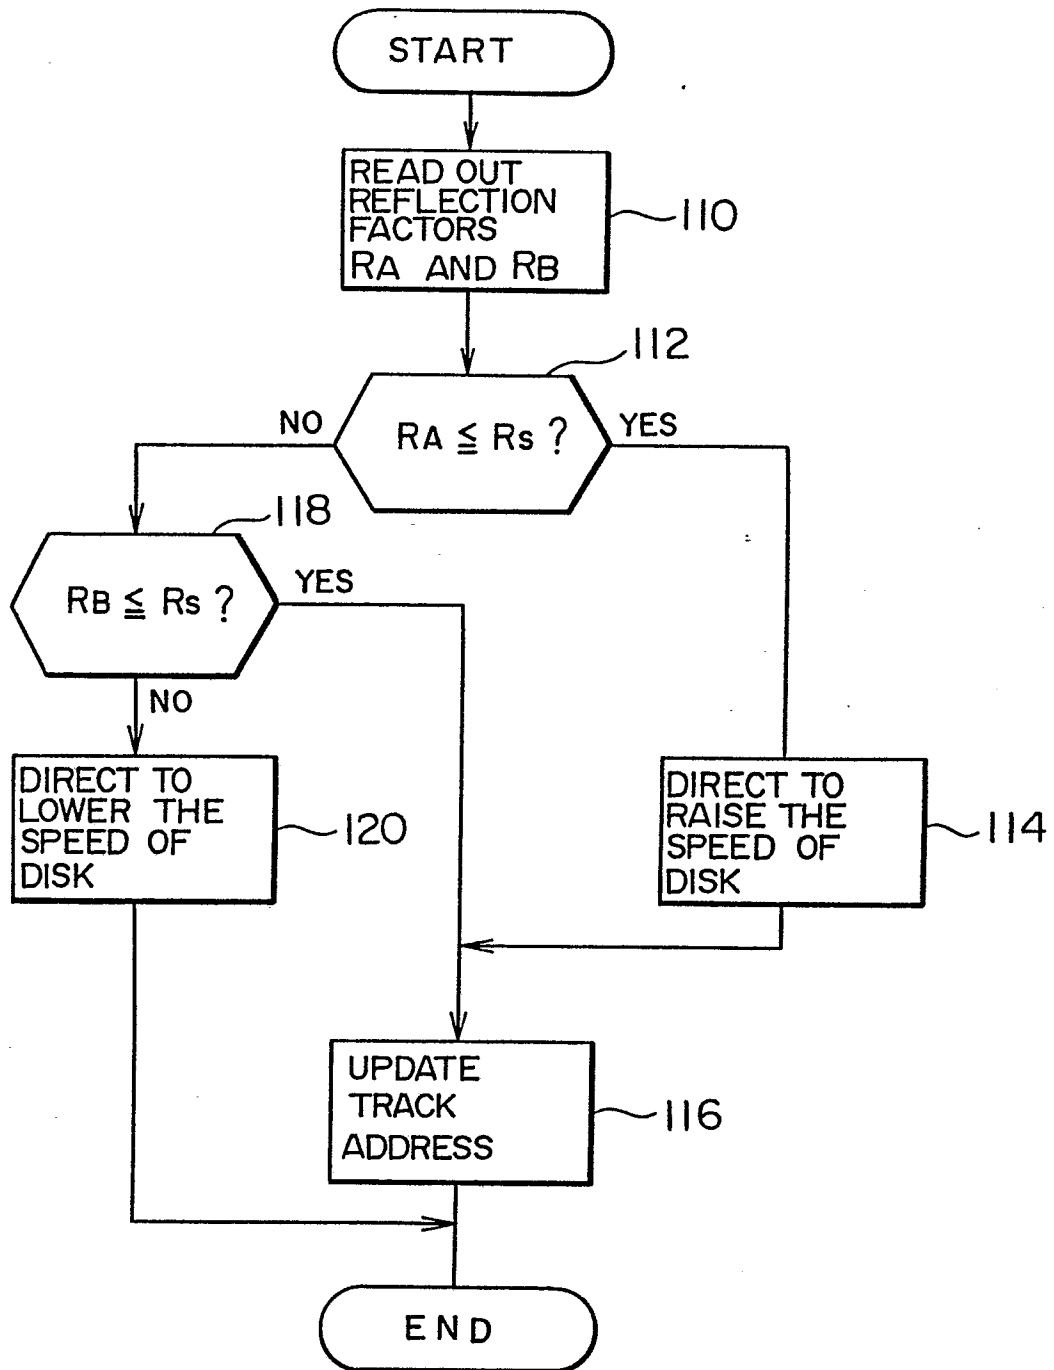 START
READ OUT
REFLECTION
FACTORS
RA AND RB
110
112
NO
RA ≦ Rs ?
YES
118
RB ≦ Rs ?
YES
NO
DIRECT TO
LOWER THE
SPEED OF
DISK
120
DIRECT TO
RAISE THE
SPEED OF
DISK
114
UPDATE
TRACK
ADDRESS
116
END